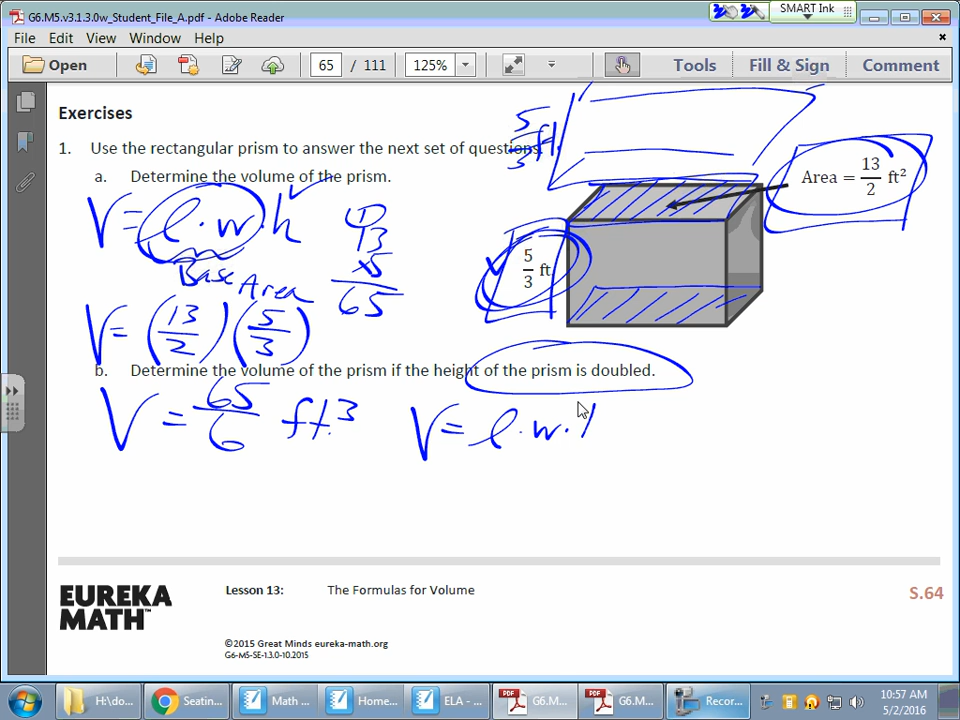 G6.M5.v3.1.3.0w_Student_File_A.pdf - Adobe Reader
SMART Ink
File Edit View Window Help
Open
65 / 111
125%
Tools Fill & Sign Comment
Exercises
1. Use the rectangular prism to answer the next set of questions.
a. Determine the volume of the prism.
5/3 ft.
Area = 13/2 ft²
V = l · w · h
Base Area
13
x5
65
5/3 ft.
V = (13/2)(5/3)
b. Determine the volume of the prism if the height of the prism is doubled.
V = 65/6 ft.³
V = l · w ·
EUREKA MATH™
Lesson 13: The Formulas for Volume
S.64
©2015 Great Minds eureka-math.org
G6-M5-SE-1.3.0-10.2015
H:\do...
Seatin...
Math ...
Home...
ELA - ...
G6.M...
G6.M...
Recor...
10:57 AM
5/2/2016